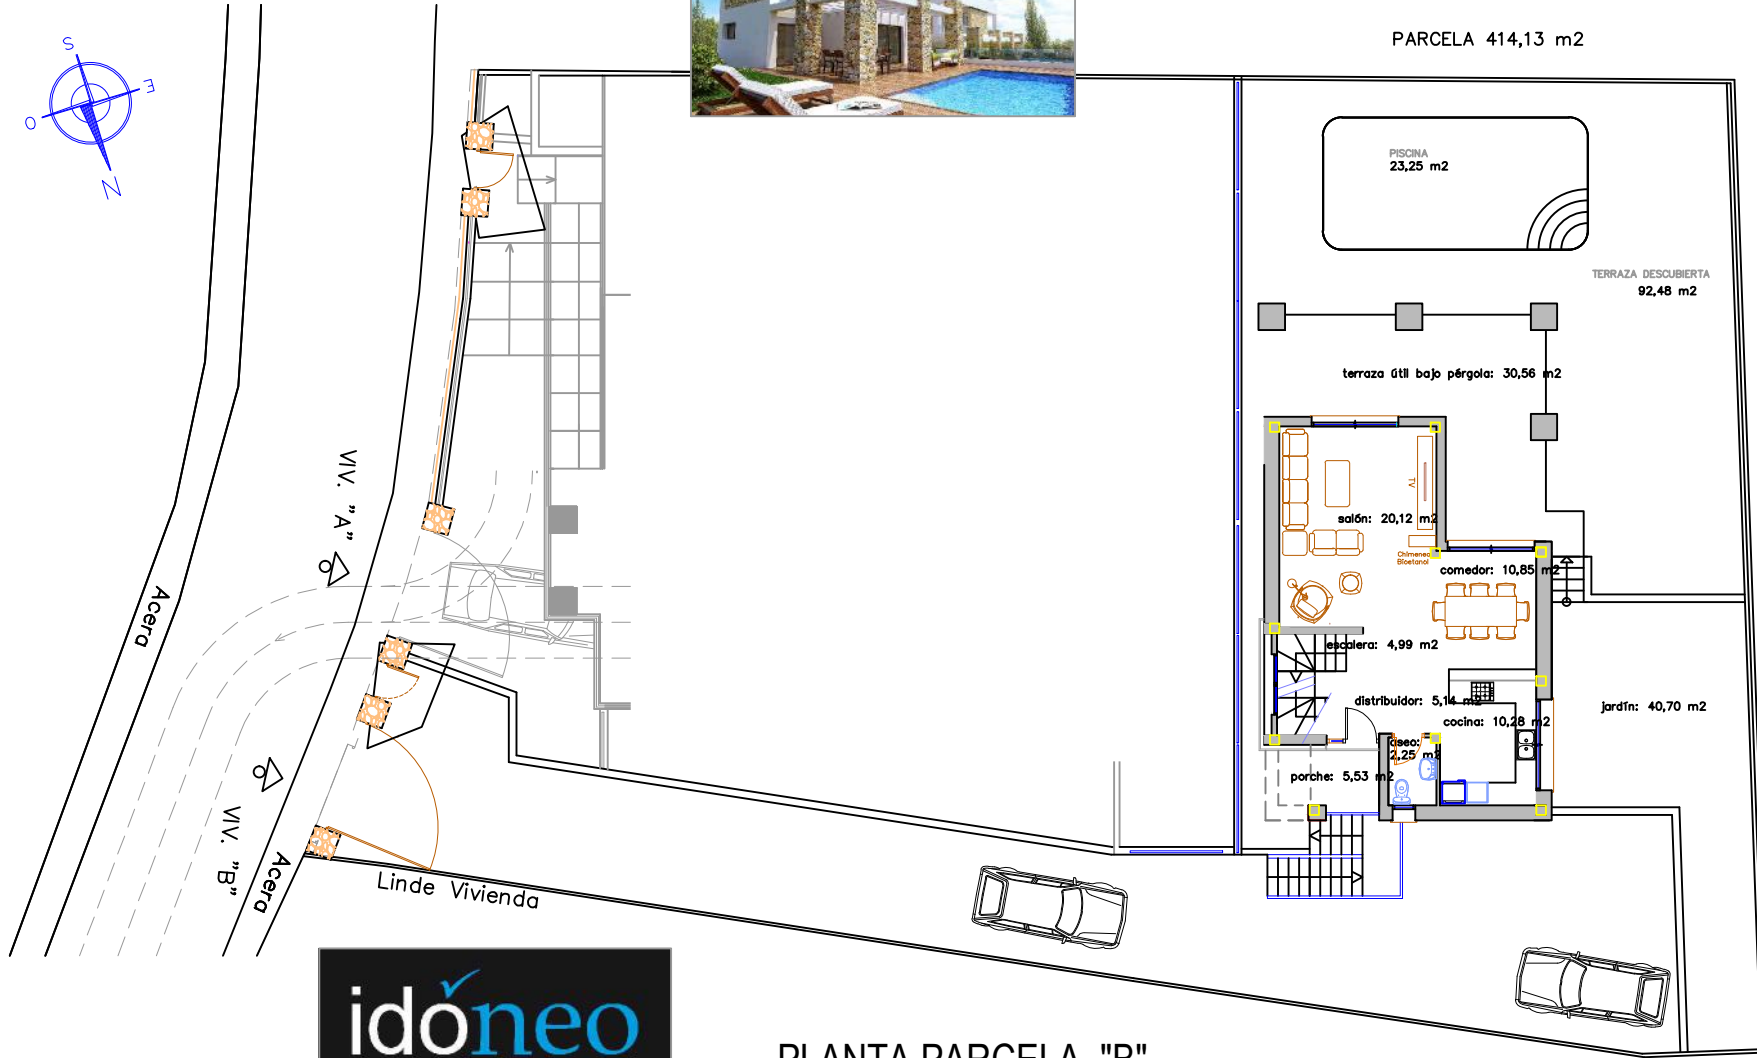 PARCELA 414,13 m2
S
E
O
N
PISCINA
23,25 m2
TERRAZA DESCUBIERTA
92,48 m2
terraza útil bajo pérgola: 30,56 m2
TV
salón: 20,12 m2
Chimenea
Bioetanol
comedor: 10,85 m2
escalera: 4,99 m2
distribuidor: 5,14 m2
cocina: 10,28 m2
jardín: 40,70 m2
aseo:
2,25 m2
porche: 5,53 m2
VIV. "A"
Acera
VIV. "B"
Acera
Linde Vivienda
idóneo
PLANTA PARCELA "B"